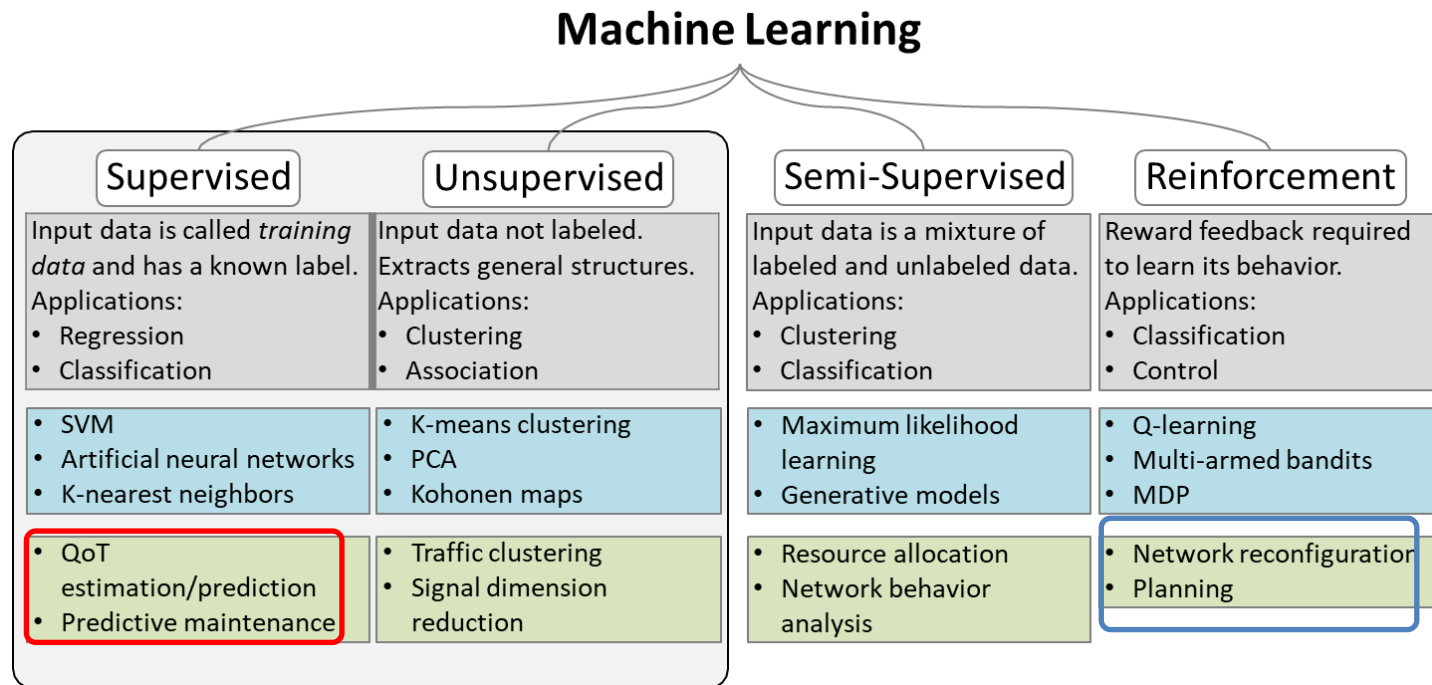 Machine Learning
Supervised
Input data is called training
data and has a known label.
Applications:
• Regression
• Classification
• SVM
• Artificial neural networks
• K-nearest neighbors
• QoT
estimation/prediction
• Predictive maintenance
Unsupervised
Input data not labeled.
Extracts general structures.
Applications:
• Clustering
• Association
• K-means clustering
• PCA
• Kohonen maps
• Traffic clustering
• Signal dimension
reduction
Semi-Supervised
Input data is a mixture of
labeled and unlabeled data.
Applications:
• Clustering
• Classification
• Maximum likelihood
learning
• Generative models
• Resource allocation
• Network behavior
analysis
Reinforcement
Reward feedback required
to learn its behavior.
Applications:
• Classification
• Control
• Q-learning
• Multi-armed bandits
• MDP
• Network reconfiguration
• Planning